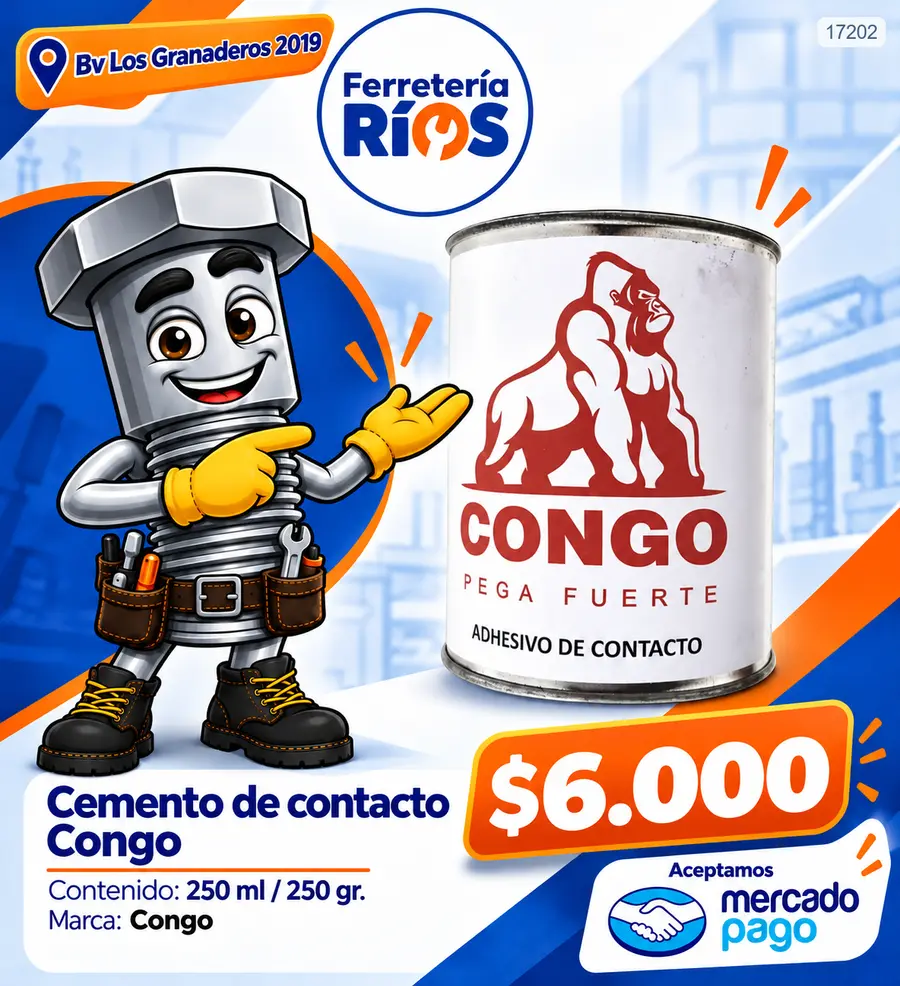 Bv Los Granaderos 2019
Ferretería
Ríos
17202
CONGO
PEGA FUERTE
ADHESIVO DE CONTACTO
$6.000
Cemento de contacto
Congo
Contenido: 250 ml / 250 gr.
Marca: Congo
Aceptamos
mercado
pago